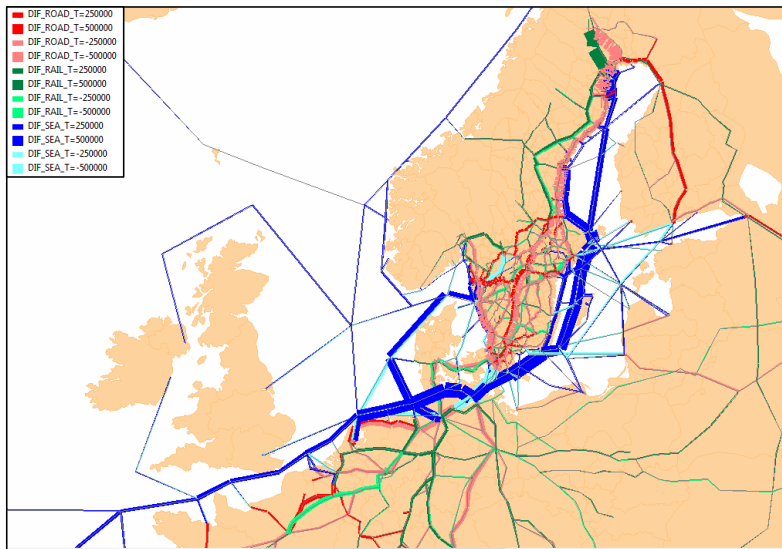 DIF_ROAD_T=250000
DIF_ROAD_T=500000
DIF_ROAD_T=-250000
DIF_ROAD_T=-500000
DIF_RAIL_T=250000
DIF_RAIL_T=500000
DIF_RAIL_T=-250000
DIF_RAIL_T=-500000
DIF_SEA_T=250000
DIF_SEA_T=500000
DIF_SEA_T=-250000
DIF_SEA_T=-500000